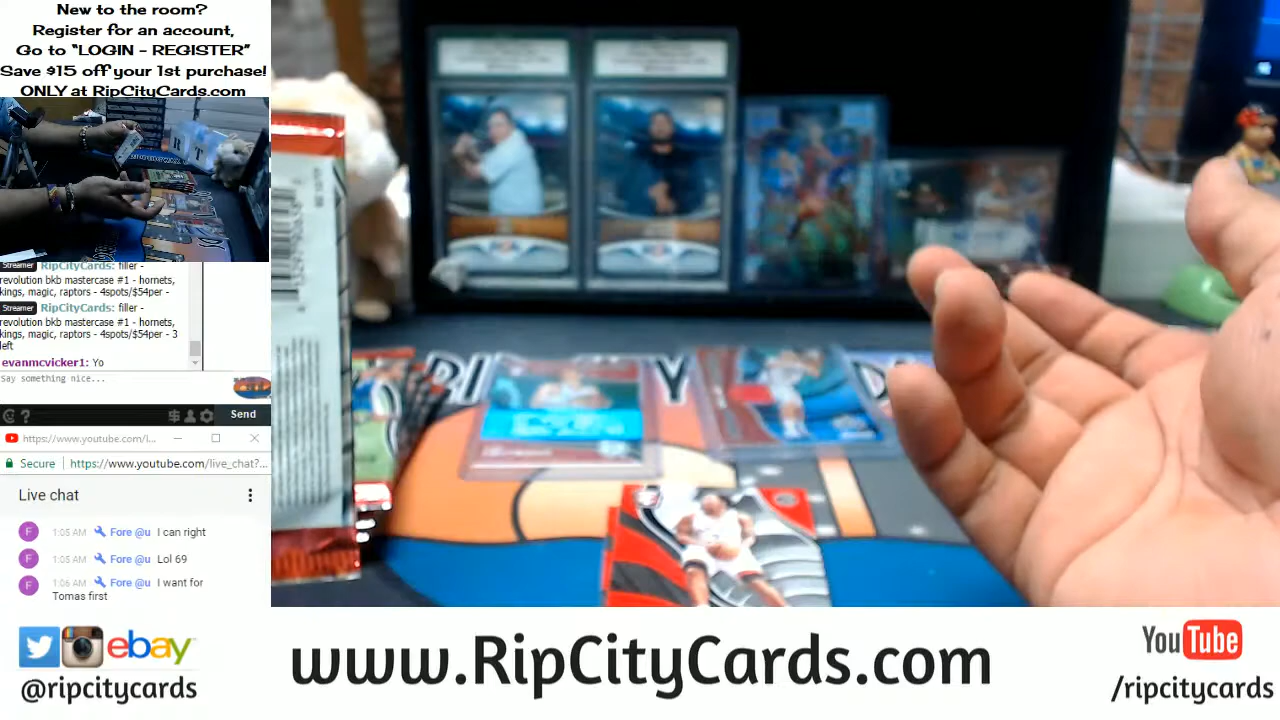 New to the room?
Register for an account,
Go to "LOGIN - REGISTER"
Save $15 off your 1st purchase!
ONLY at RipCityCards.com
Streamer RipCityCards: filler -
revolution bkb mastercase #1 - hornets,
kings, magic, raptors - 4spots/$54per -
Streamer RipCityCards: filler -
revolution bkb mastercase #1 - hornets,
kings, magic, raptors - 4spots/$54per - 3
left
evanmcvicker1: Yo
Say something nice...
Send
https://www.youtube.com/l...
Secure https://www.youtube.com/live_chat?...
Live chat
F 1:05 AM Fore @u I can right
F 1:05 AM Fore @u Lol 69
F 1:06 AM Fore @u I want for
Tomas first
ebay
@ripcitycards
www.RipCityCards.com
YouTube
/ripcitycards
RI Y